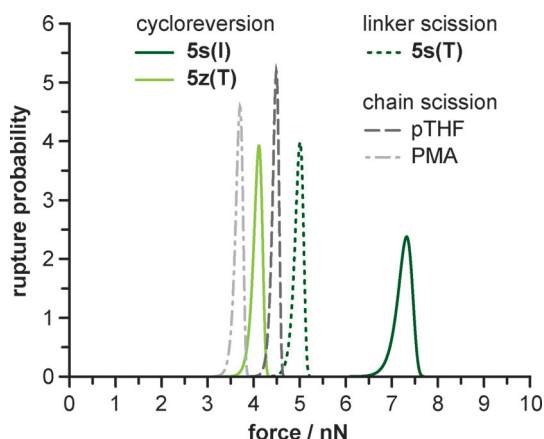 cycloreversion
5s(I)
5z(T)
linker scission
5s(T)
chain scission
pTHF
PMA
rupture probability
6
5
4
3
2
1
0
0 1 2 3 4 5 6 7 8 9 10
force / nN